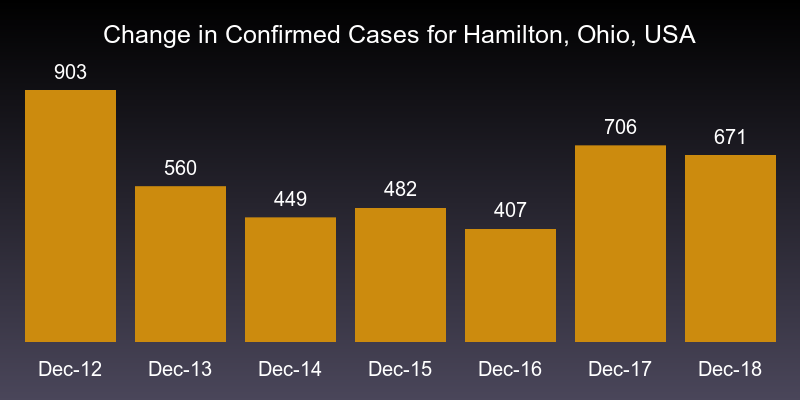 Change in Confirmed Cases for Hamilton, Ohio, USA
903
560
449
482
407
706
671
Dec-12
Dec-13
Dec-14
Dec-15
Dec-16
Dec-17
Dec-18